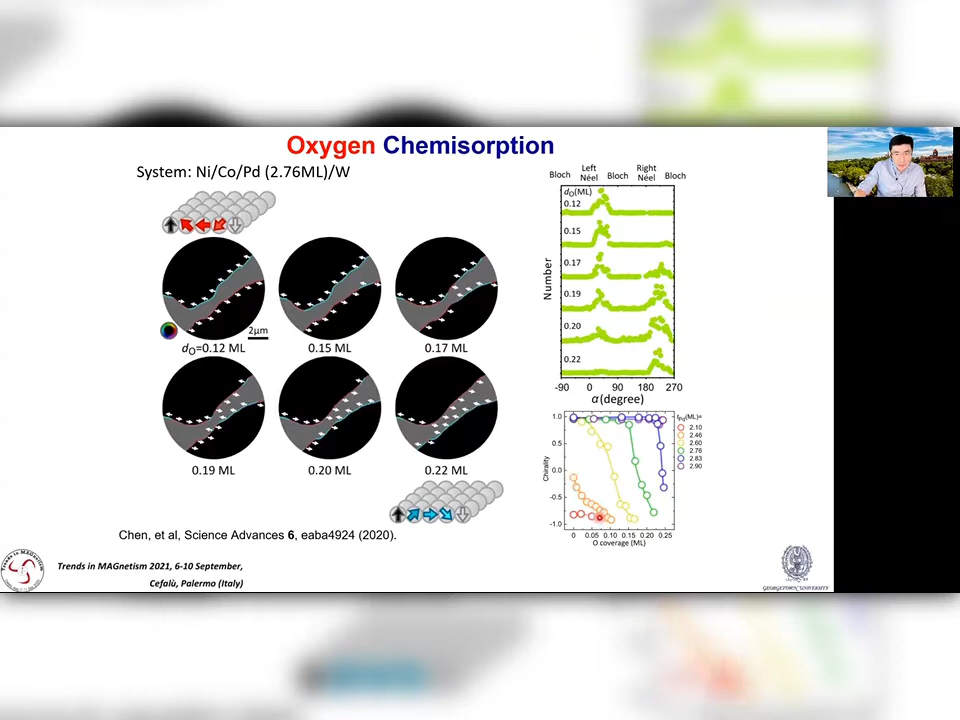 Oxygen Chemisorption
System: Ni/Co/Pd (2.76ML)/W
2µm
dO=0.12 ML
0.15 ML
0.17 ML
0.19 ML
0.20 ML
0.22 ML
Bloch Left Néel Bloch Right Néel Bloch
dO(ML)
0.12
0.15
0.17
0.19
0.20
0.22
Number
-90 0 90 180 270
α(degree)
Chirality
1.0
0.5
0.0
-0.5
-1.0
0 0.05 0.10 0.15 0.20 0.25
O coverage (ML)
tPd(ML)=
2.10
2.46
2.60
2.76
2.83
2.90
Chen, et al, Science Advances 6, eaba4924 (2020).
Trends in MAGnetism 2021, 6-10 September,
Cefalù, Palermo (Italy)
GEORGETOWN UNIVERSITY